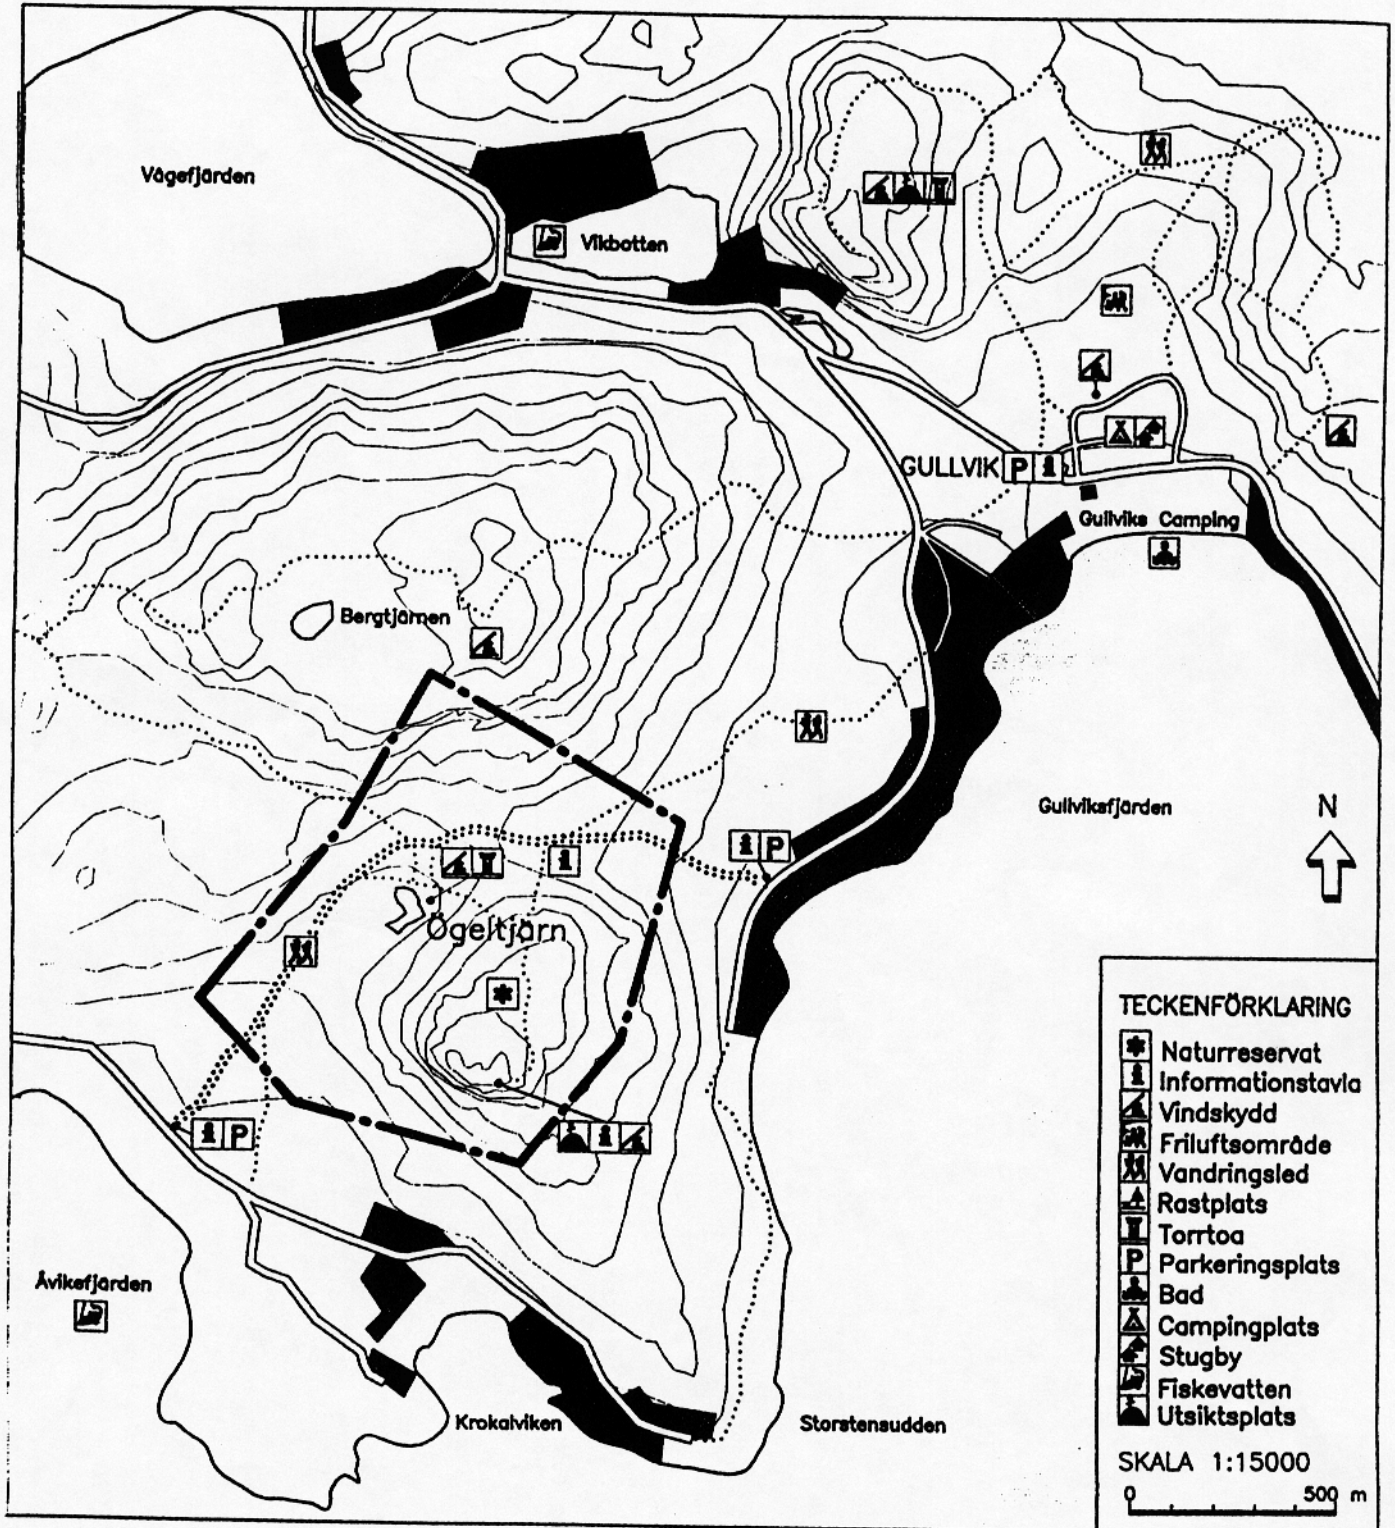 Vågefjärden
Vikbotten
GULLVIK P i
Gullviks Camping
Bergtjärnen
Gullviksfjärden
N
i P
i
Ögeltjärn
i P
i
Åviksfjärden
Krokalviken
Storstensudden
TECKENFÖRKLARING
Naturreservat
i Informationstavla
Vindskydd
Friluftsområde
Vandringsled
Rastplats
Torrtoa
P Parkeringsplats
Bad
Campingplats
Stugby
Fiskevatten
Utsiktsplats
SKALA 1:15000
0 500 m